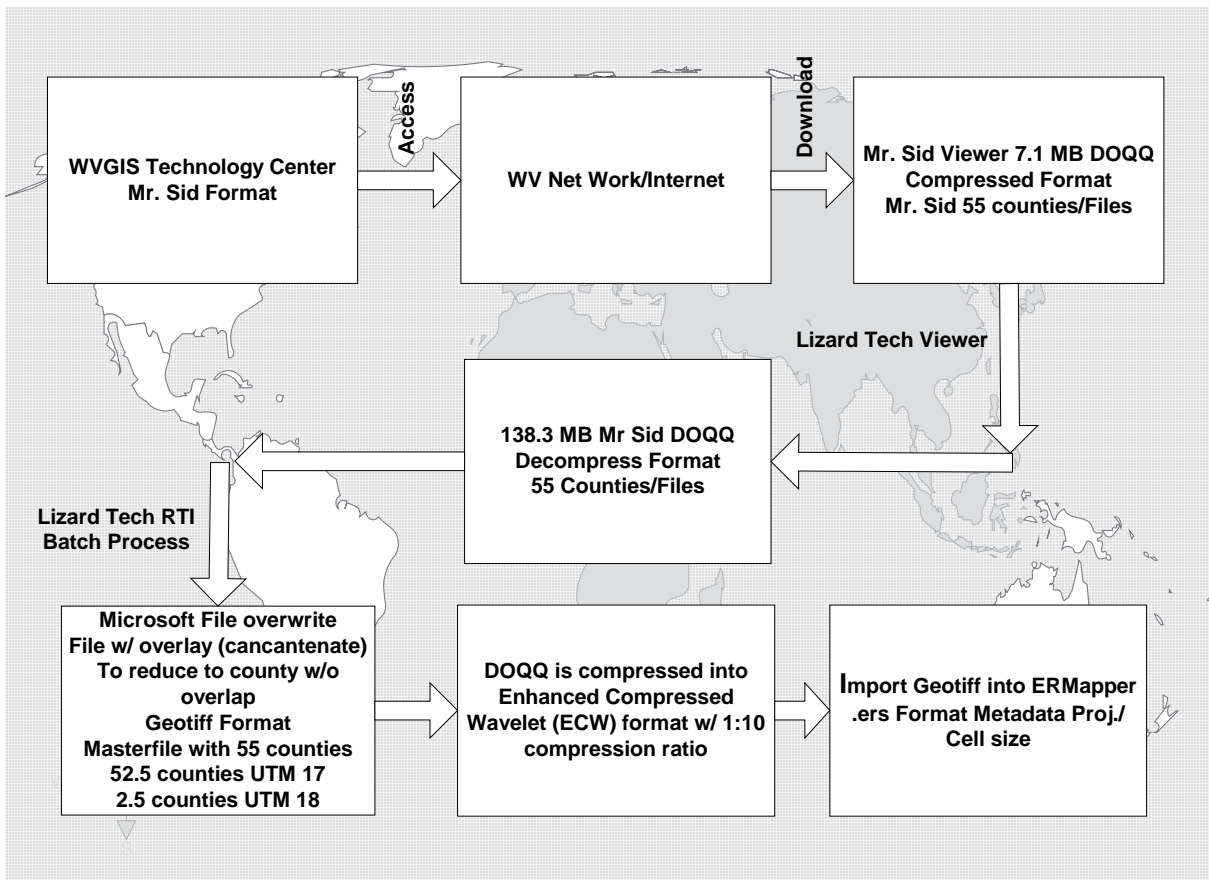 WVGIS Technology Center
Mr. Sid Format
Access
WV Net Work/Internet
Download
Mr. Sid Viewer 7.1 MB DOQQ
Compressed Format
Mr. Sid 55 counties/Files
Lizard Tech Viewer
138.3 MB Mr Sid DOQQ
Decompress Format
55 Counties/Files
Lizard Tech RTI
Batch Process
Microsoft File overwrite
File w/ overlay (cancantenate)
To reduce to county w/o
overlap
Geotiff Format
Masterfile with 55 counties
52.5 counties UTM 17
2.5 counties UTM 18
DOQQ is compressed into
Enhanced Compressed
Wavelet (ECW) format w/ 1:10
compression ratio
Import Geotiff into ERMapper
.ers Format Metadata Proj./
Cell size
S